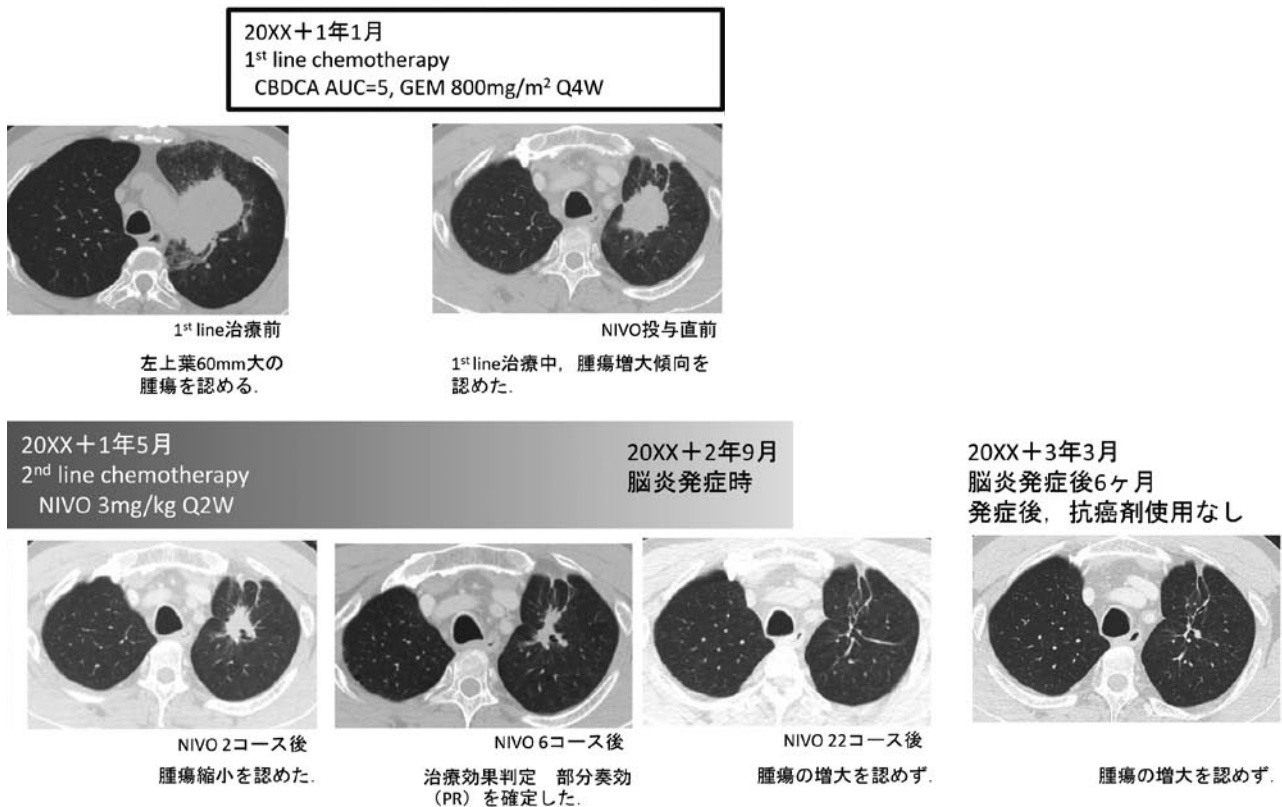 20XX+1年1月
1st line chemotherapy
CBDCA AUC=5, GEM 800mg/m2 Q4W
1st line治療前
左上葉60mm大の
腫瘍を認める.
NIVO投与直前
1st line治療中，腫瘍増大傾向を
認めた.
20XX+1年5月
2nd line chemotherapy
NIVO 3mg/kg Q2W
20XX+2年9月
脳炎発症時
20XX+3年3月
脳炎発症後6ヶ月
発症後，抗癌剤使用なし
NIVO 2コース後
腫瘍縮小を認めた.
NIVO 6コース後
治療効果判定　部分奏効
（PR）を確定した.
NIVO 22コース後
腫瘍の増大を認めず.
腫瘍の増大を認めず.